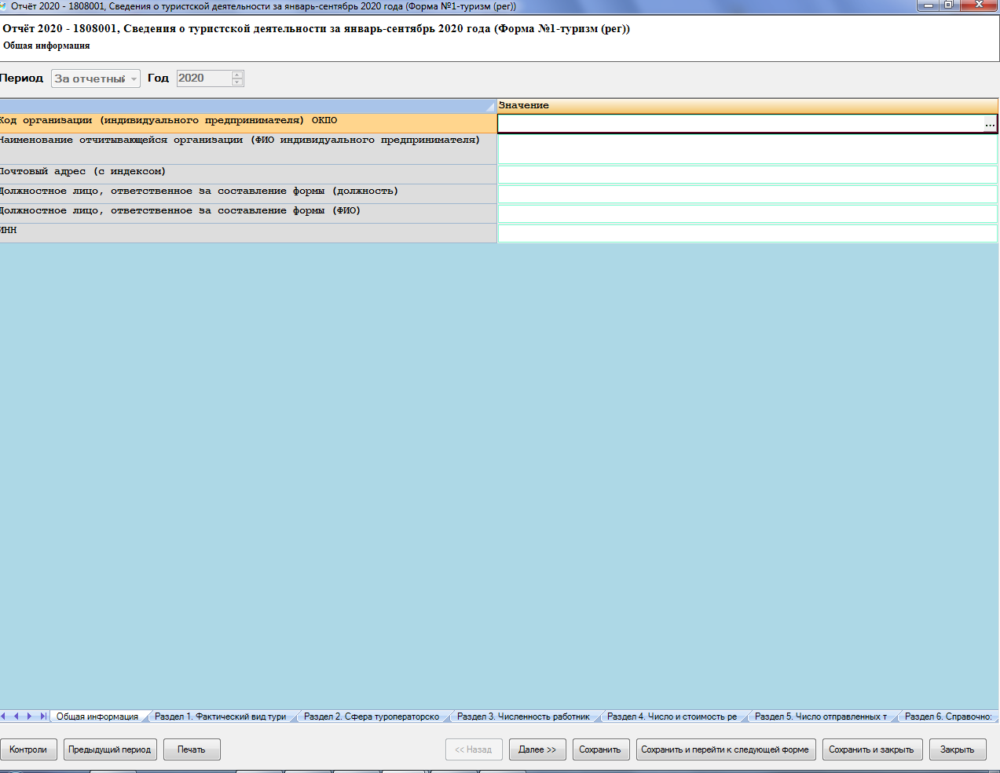 Отчёт 2020 - 1808001, Сведения о туристской деятельности за январь-сентябрь 2020 года (Форма №1-туризм (рег))
Отчёт 2020 - 1808001, Сведения о туристской деятельности за январь-сентябрь 2020 года (Форма №1-туризм (рег))
Общая информация
Период За отчетный Год 2020
Значение
Код организации (индивидуального предпринимателя) ОКПО ...
Наименование отчитывающейся организации (ФИО индивидуального предпринимателя)
Почтовый адрес (с индексом)
Должностное лицо, ответственное за составление формы (должность)
Должностное лицо, ответственное за составление формы (ФИО)
ИНН
Общая информация Раздел 1. Фактический вид тури Раздел 2. Сфера туроператорско Раздел 3. Численность работник Раздел 4. Число и стоимость ре Раздел 5. Число отправленных т Раздел 6. Справочно:
Контроли Предыдущий период Печать << Назад Далее >> Сохранить Сохранить и перейти к следующей форме Сохранить и закрыть Закрыть